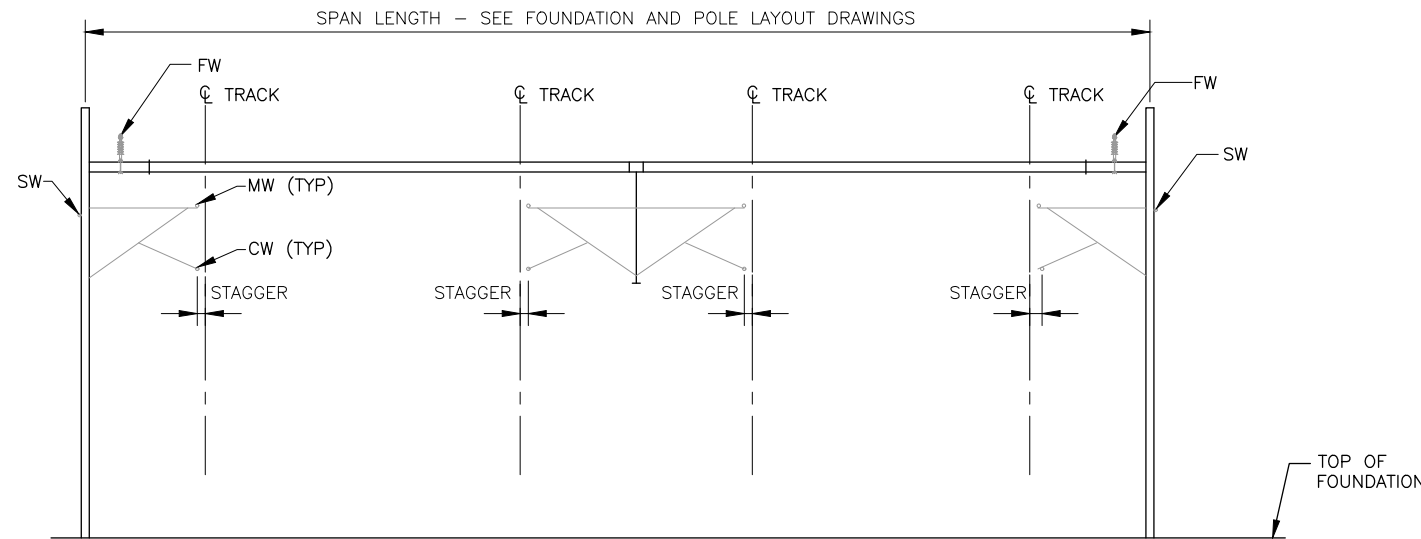 SPAN LENGTH – SEE FOUNDATION AND POLE LAYOUT DRAWINGS
FW
FW
℄ TRACK
℄ TRACK
℄ TRACK
℄ TRACK
SW
SW
MW (TYP)
CW (TYP)
STAGGER
STAGGER
STAGGER
STAGGER
TOP OF
FOUNDATION